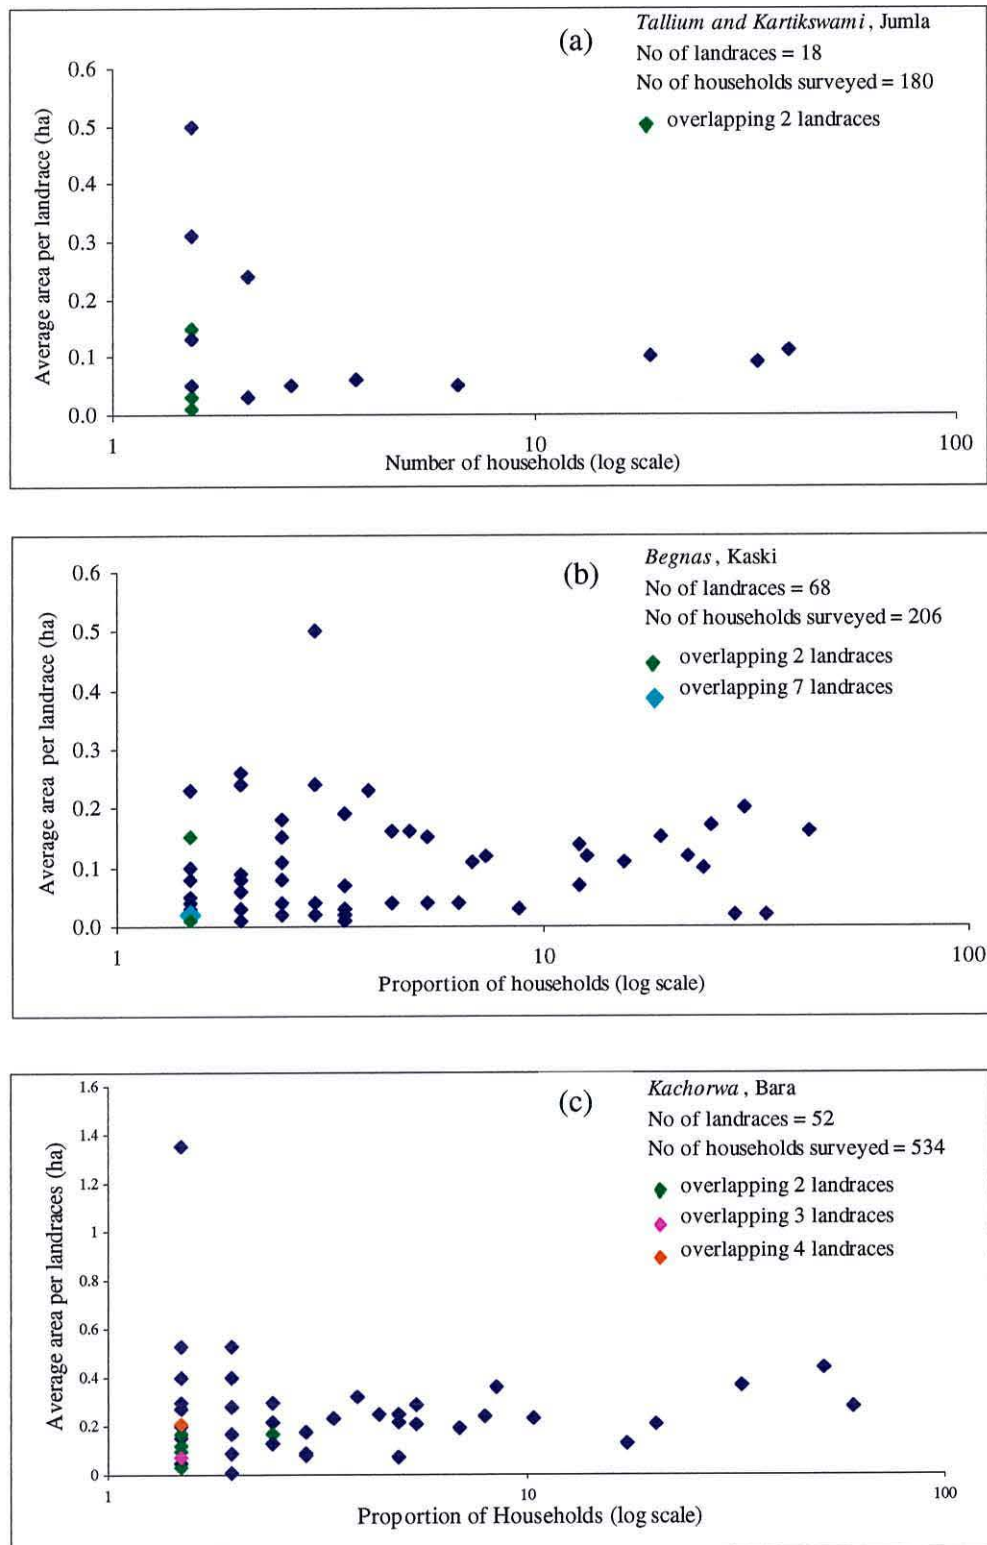 (a)
Tallium and Kartikswami, Jumla
No of landraces = 18
No of households surveyed = 180
overlapping 2 landraces
Average area per landrace (ha)
0.6
0.5
0.4
0.3
0.2
0.1
0.0
1
10
100
Number of households (log scale)
(b)
Begnas, Kaski
No of landraces = 68
No of households surveyed = 206
overlapping 2 landraces
overlapping 7 landraces
Average area per landrace (ha)
0.6
0.5
0.4
0.3
0.2
0.1
0.0
1
10
100
Proportion of households (log scale)
(c)
Kachorwa, Bara
No of landraces = 52
No of households surveyed = 534
overlapping 2 landraces
overlapping 3 landraces
overlapping 4 landraces
Average area per landraces (ha)
1.6
1.4
1.2
1
0.8
0.6
0.4
0.2
0
1
10
100
Proportion of Households (log scale)